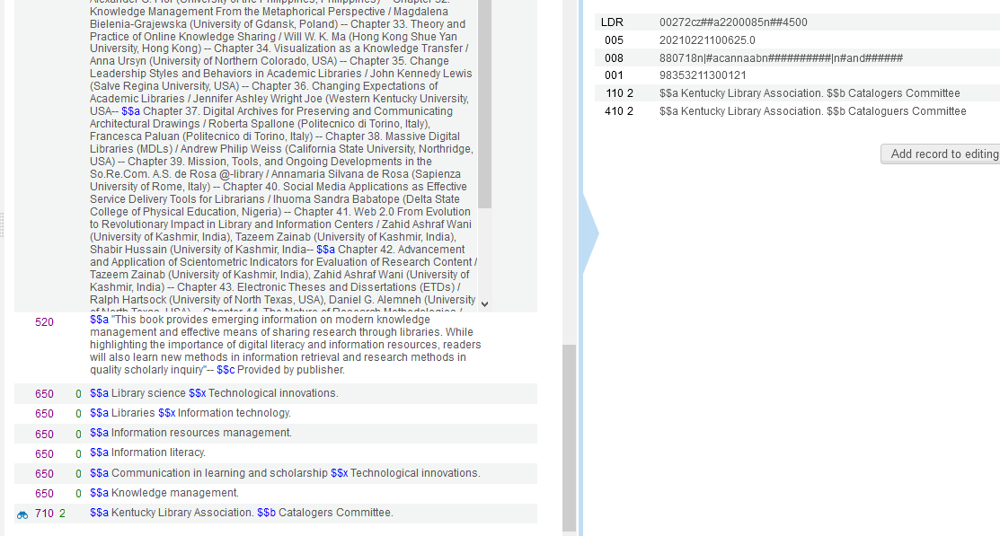 Alexander G. Flor (University of the Philippines, Philippines) -- Chapter 32.
Knowledge Management From the Metaphorical Perspective / Magdalena
Bielenia-Grajewska (University of Gdansk, Poland) -- Chapter 33. Theory and
Practice of Online Knowledge Sharing / Will W. K. Ma (Hong Kong Shue Yan
University, Hong Kong) -- Chapter 34. Visualization as a Knowledge Transfer /
Anna Ursyn (University of Northern Colorado, USA) -- Chapter 35. Change
Leadership Styles and Behaviors in Academic Libraries / John Kennedy Lewis
(Salve Regina University, USA) -- Chapter 36. Changing Expectations of
Academic Libraries / Jennifer Ashley Wright Joe (Western Kentucky University,
USA-- $$a Chapter 37. Digital Archives for Preserving and Communicating
Architectural Drawings / Roberta Spallone (Politecnico di Torino, Italy),
Francesca Paluan (Politecnico di Torino, Italy) -- Chapter 38. Massive Digital
Libraries (MDLs) / Andrew Philip Weiss (California State University, Northridge,
USA) -- Chapter 39. Mission, Tools, and Ongoing Developments in the
So.Re.Com. A.S. de Rosa @-library / Annamaria Silvana de Rosa (Sapienza
University of Rome, Italy) -- Chapter 40. Social Media Applications as Effective
Service Delivery Tools for Librarians / Ihuoma Sandra Babatope (Delta State
College of Physical Education, Nigeria) -- Chapter 41. Web 2.0 From Evolution
to Revolutionary Impact in Library and Information Centers / Zahid Ashraf Wani
(University of Kashmir, India), Tazeem Zainab (University of Kashmir, India),
Shabir Hussain (University of Kashmir, India-- $$a Chapter 42. Advancement
and Application of Scientometric Indicators for Evaluation of Research Content /
Tazeem Zainab (University of Kashmir, India), Zahid Ashraf Wani (University of
Kashmir, India) -- Chapter 43. Electronic Theses and Dissertations (ETDs) /
Ralph Hartsock (University of North Texas, USA), Daniel G. Alemneh (University
of North Texas, USA) -- Chapter 44. The Nature of Research Methodologies /
520 $$a "This book provides emerging information on modern knowledge
management and effective means of sharing research through libraries. While
highlighting the importance of digital literacy and information resources, readers
will also learn new methods in information retrieval and research methods in
quality scholarly inquiry"-- $$c Provided by publisher.
650 0 $$a Library science $$x Technological innovations.
650 0 $$a Libraries $$x Information technology.
650 0 $$a Information resources management.
650 0 $$a Information literacy.
650 0 $$a Communication in learning and scholarship $$x Technological innovations.
650 0 $$a Knowledge management.
710 2 $$a Kentucky Library Association. $$b Catalogers Committee.
LDR 00272cz##a2200085n##4500
005 20210221100625.0
008 880718n|#acannaabn##########|n#and######
001 98353211300121
110 2 $$a Kentucky Library Association. $$b Catalogers Committee
410 2 $$a Kentucky Library Association. $$b Cataloguers Committee
Add record to editing